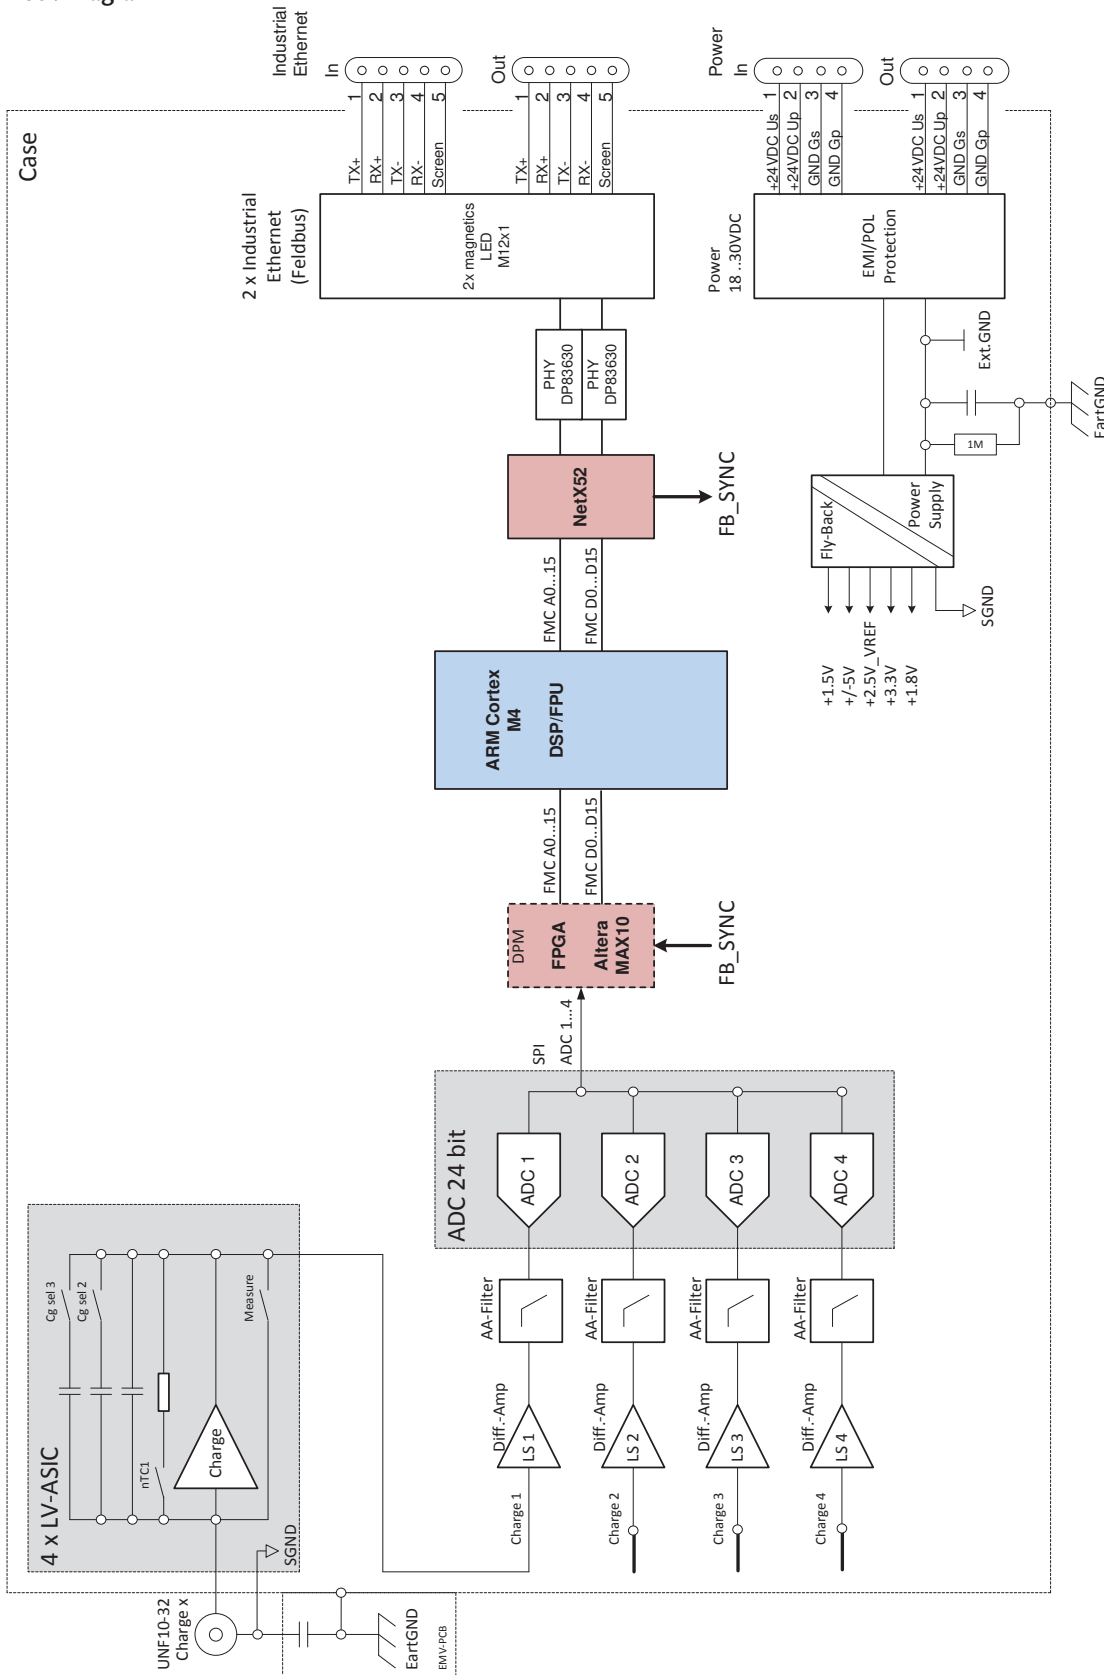 Case
Industrial
Ethernet
In
1
2
3
4
5
TX+
RX+
TX-
RX-
Screen
Out
1
2
3
4
5
TX+
RX+
TX-
RX-
Screen
2 x Industrial
Ethernet
(Feldbus)
2x magnetics
LED
M12x1
Power
In
1
2
3
4
+24VDC Us
+24VDC Up
GND Gs
GND Gp
Out
1
2
3
4
+24VDC Us
+24VDC Up
GND Gs
GND Gp
Power
18 ..30VDC
EMI/POL
Protection
PHY
DP83630
PHY
DP83630
Ext.GND
1M
EartGND
NetX52
FB_SYNC
Fly-Back
Power
Supply
+1.5V
+/-5V
+2.5V_VREF
+3.3V
+1.8V
SGND
FMC A0...15
FMC D0...D15
ARM Cortex
M4
DSP/FPU
FMC A0...15
FMC D0...D15
DPM
FPGA
Altera
MAX10
FB_SYNC
SPI
ADC 1...4
ADC 24 bit
ADC 1
ADC 2
ADC 3
ADC 4
AA-Filter
AA-Filter
AA-Filter
AA-Filter
Diff.-Amp
LS 1
Diff.-Amp
LS 2
Diff.-Amp
LS 3
Diff.-Amp
LS 4
Charge 1
Charge 2
Charge 3
Charge 4
4 x LV-ASIC
Cg sel 3
Cg sel 2
nTC1
Charge
Measure
SGND
UNF10-32
Charge x
EartGND
EMV-PCB